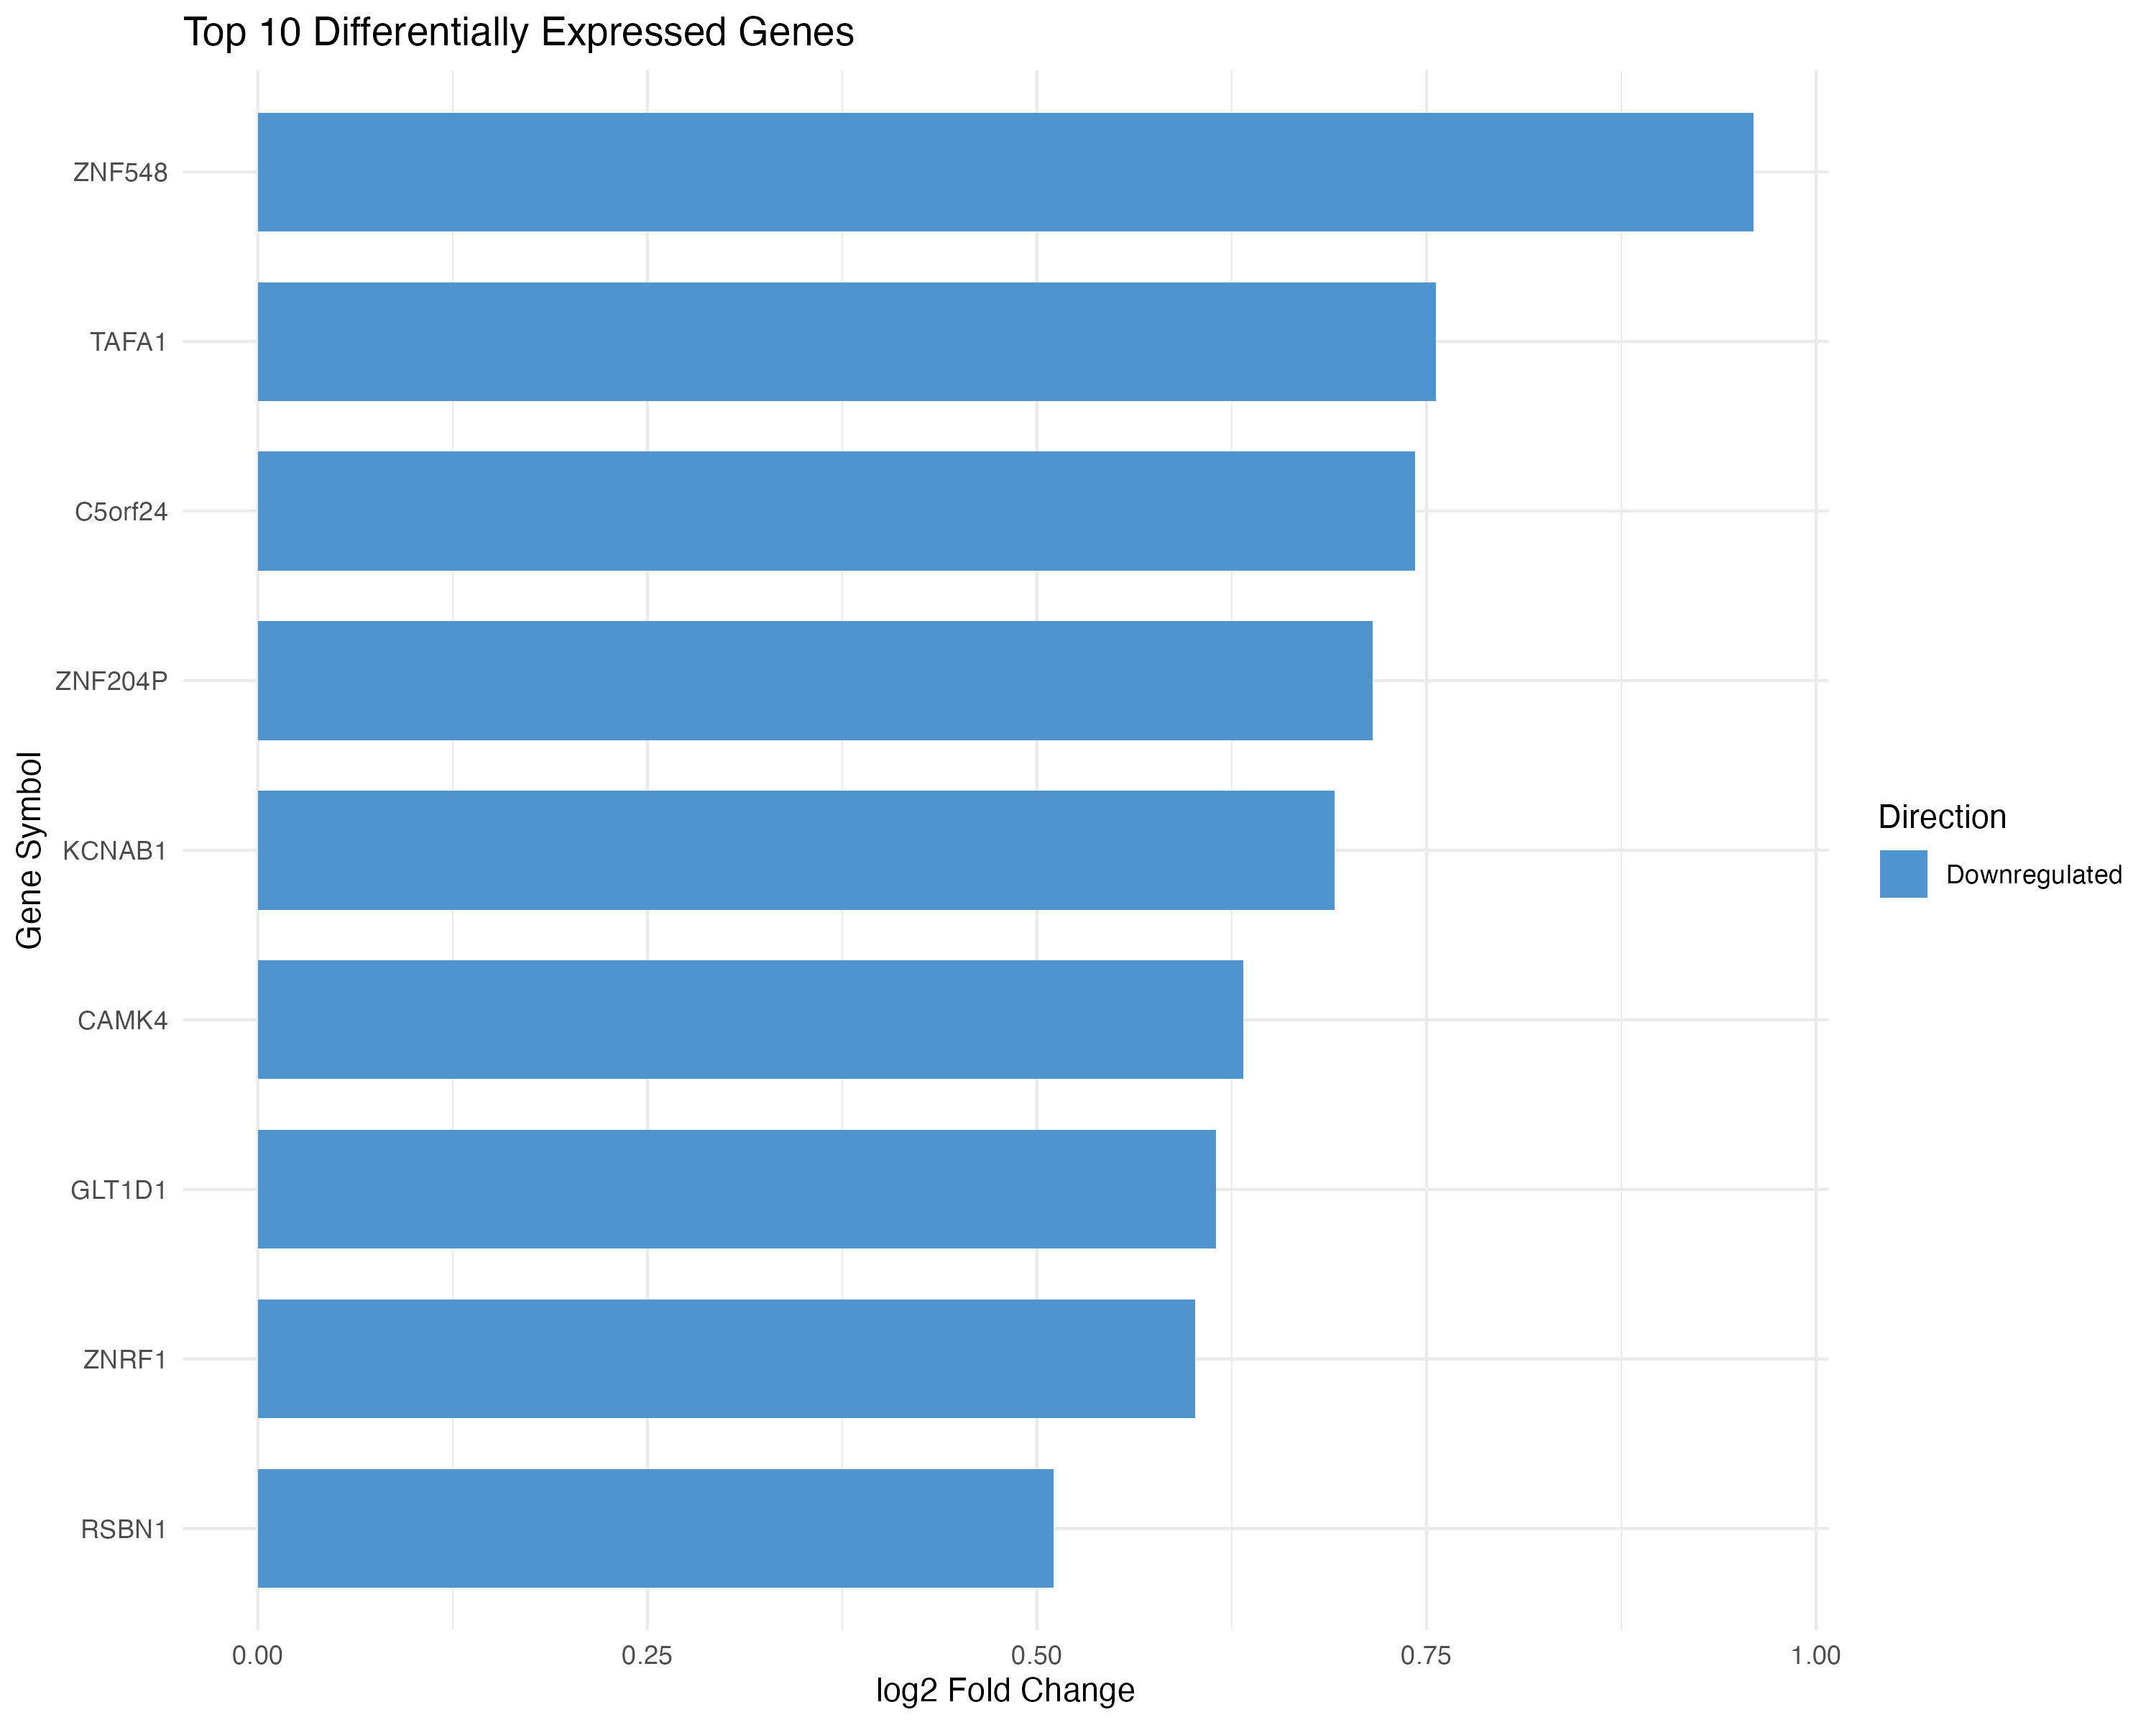 Top 10 Differentially Expressed Genes
Gene Symbol
ZNF548
TAFA1
C5orf24
ZNF204P
KCNAB1
CAMK4
GLT1D1
ZNRF1
RSBN1
0.00 0.25 0.50 0.75 1.00
log2 Fold Change
Direction
Downregulated